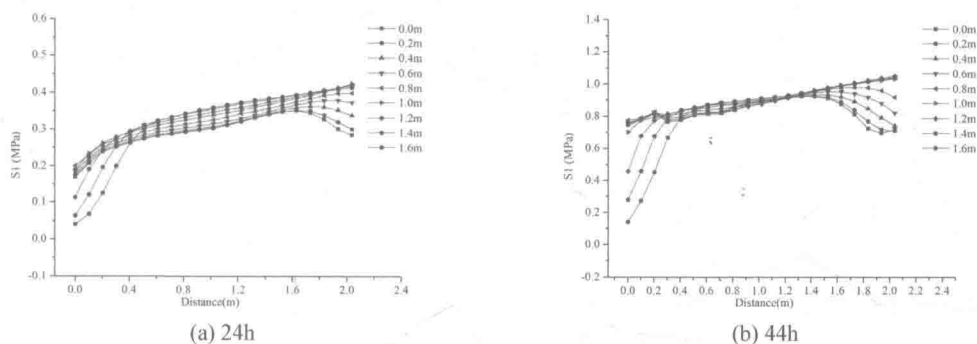 0.6
0.5
0.4
0.3
0.2
0.1
0.0
-0.1
S1 (MPa)
0.0 0.4 0.8 1.2 1.6 2.0 2.4
Distance(m)
0.0m
0.2m
0.4m
0.6m
0.8m
1.0m
1.2m
1.4m
1.6m
(a) 24h
1.4
1.2
1.0
0.8
0.6
0.4
0.2
0.0
-0.2
S1 (MPa)
0.0 0.2 0.4 0.6 0.8 1.0 1.2 1.4 1.6 1.8 2.0 2.2 2.4
Distance(m)
0.0m
0.2m
0.4m
0.6m
0.8m
1.0m
1.2m
1.4m
1.6m
(b) 44h